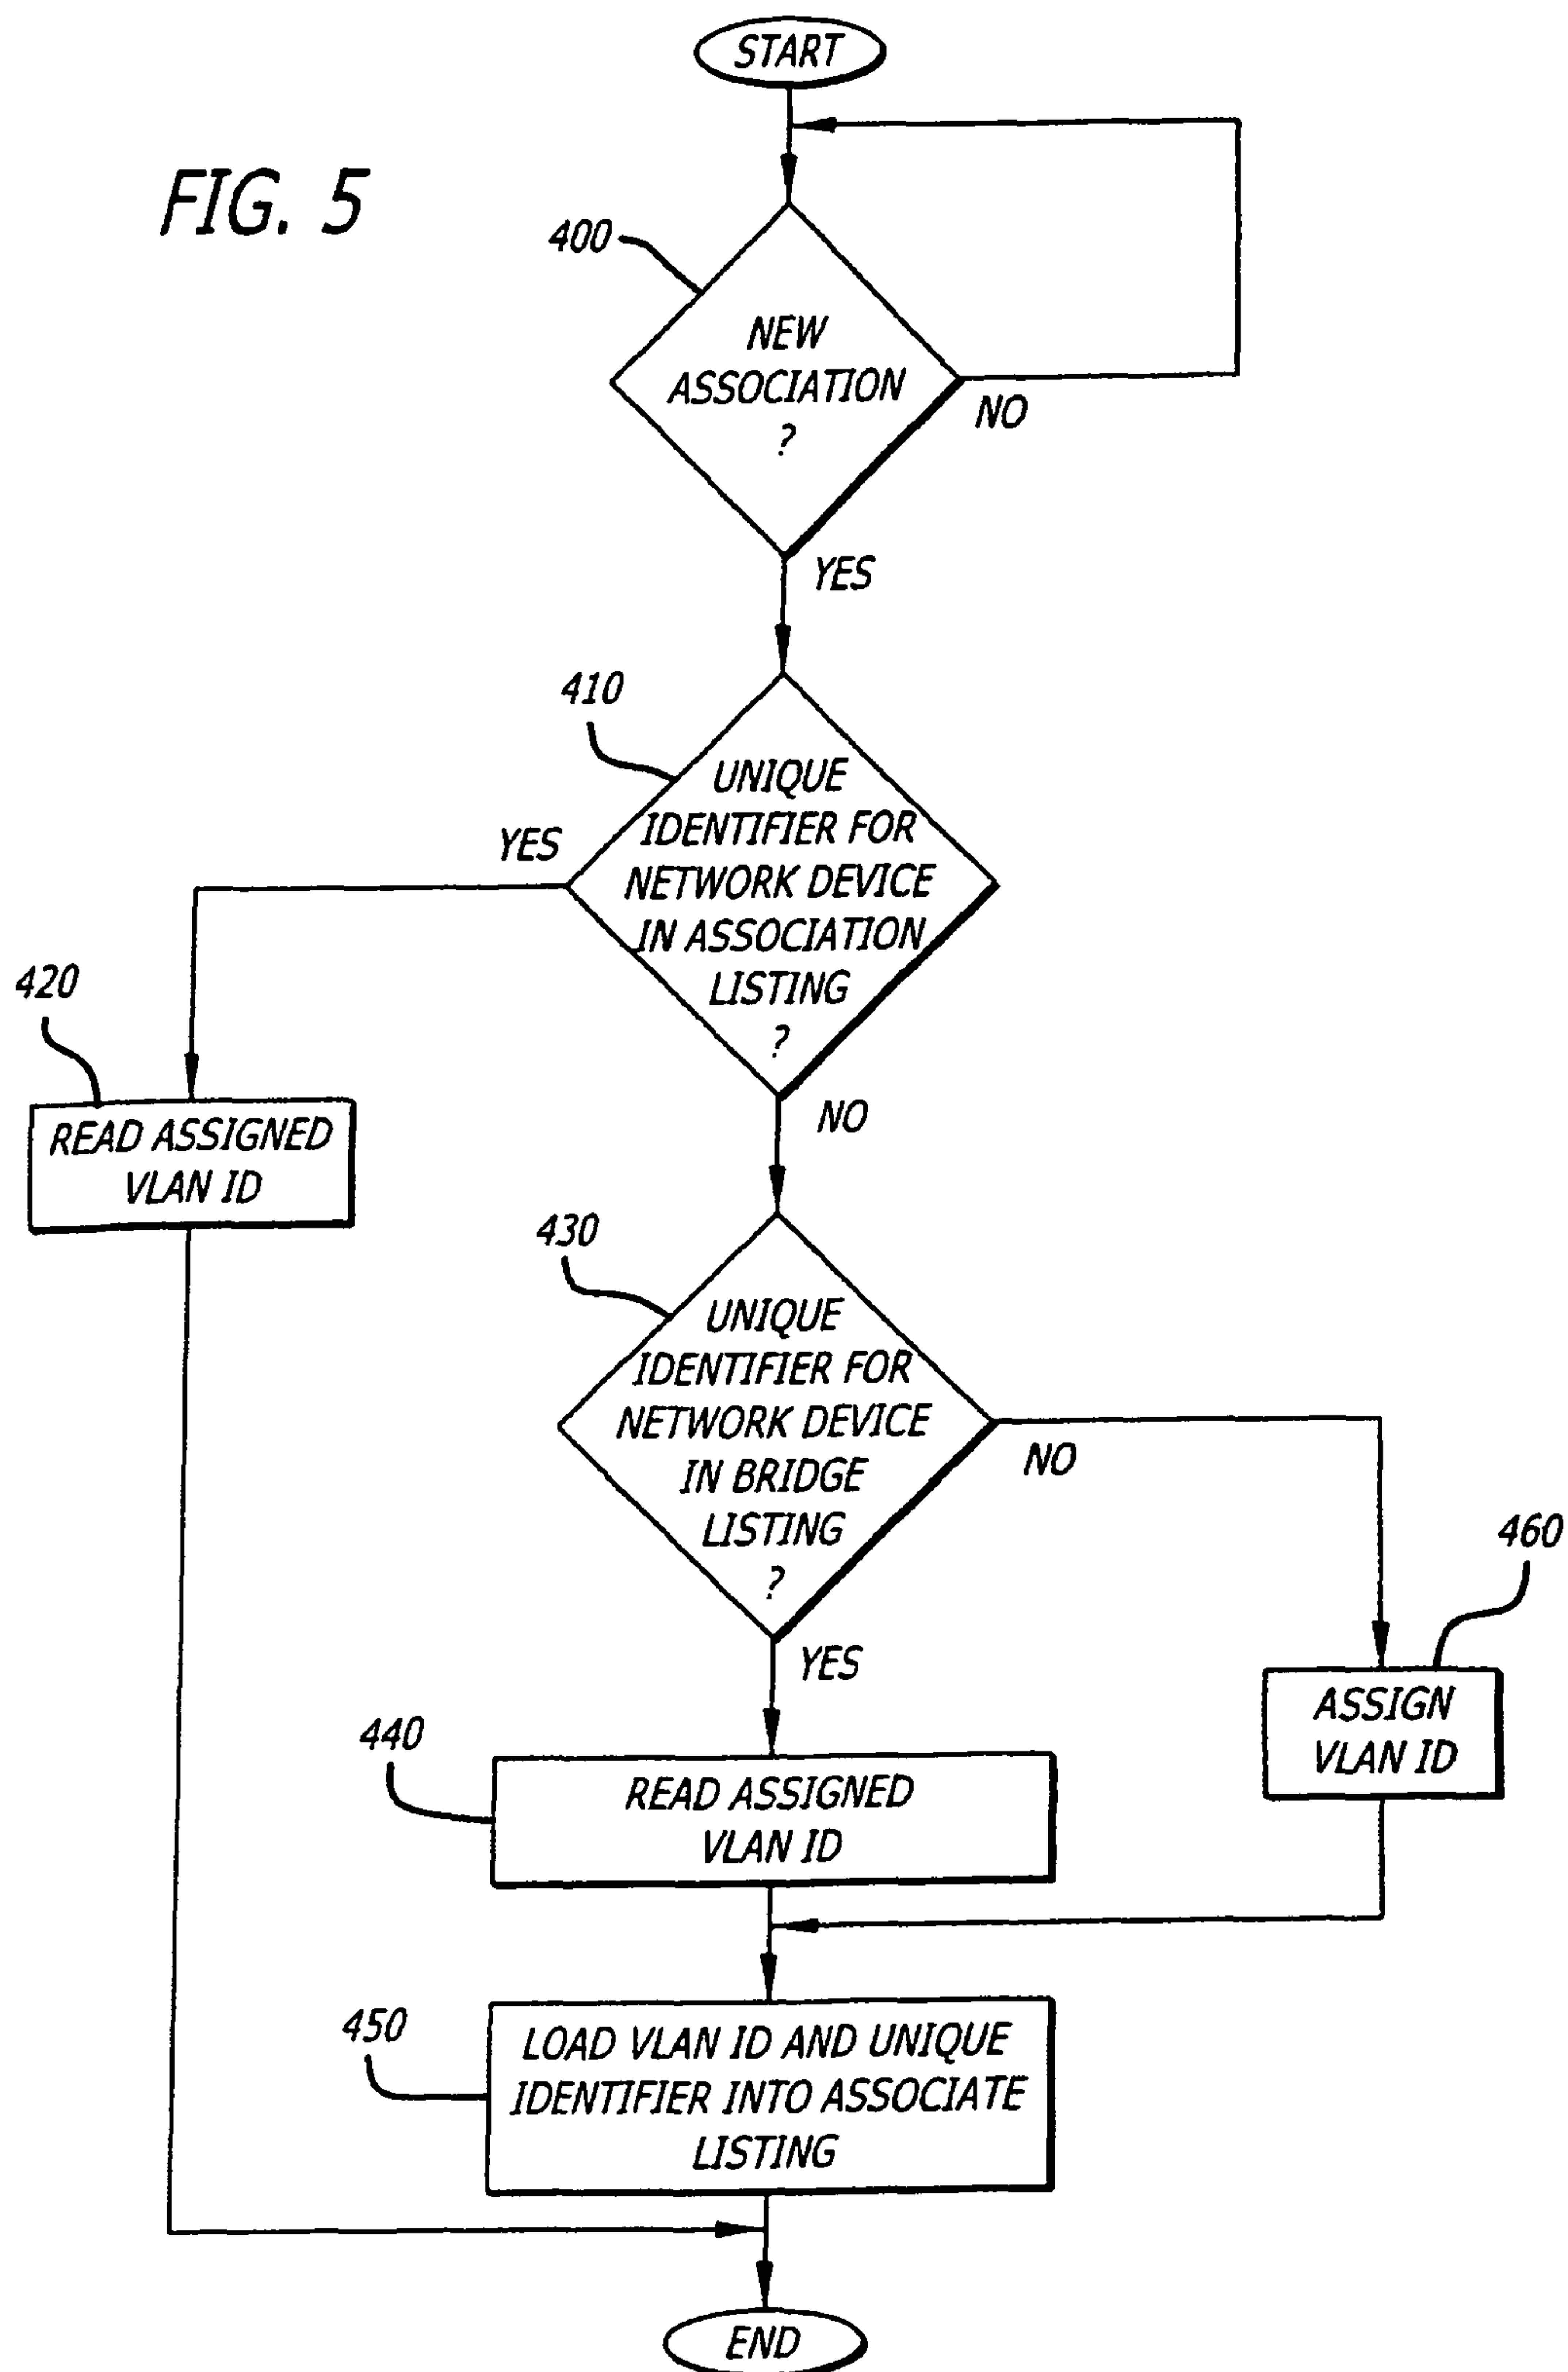 START
FIG. 5
400
NEW
ASSOCIATION
?
NO
YES
410
UNIQUE
IDENTIFIER FOR
NETWORK DEVICE
IN ASSOCIATION
LISTING
?
YES
NO
420
READ ASSIGNED
VLAN ID
430
UNIQUE
IDENTIFIER FOR
NETWORK DEVICE
IN BRIDGE
LISTING
?
NO
YES
460
ASSIGN
VLAN ID
440
READ ASSIGNED
VLAN ID
450
LOAD VLAN ID AND UNIQUE
IDENTIFIER INTO ASSOCIATE
LISTING
END